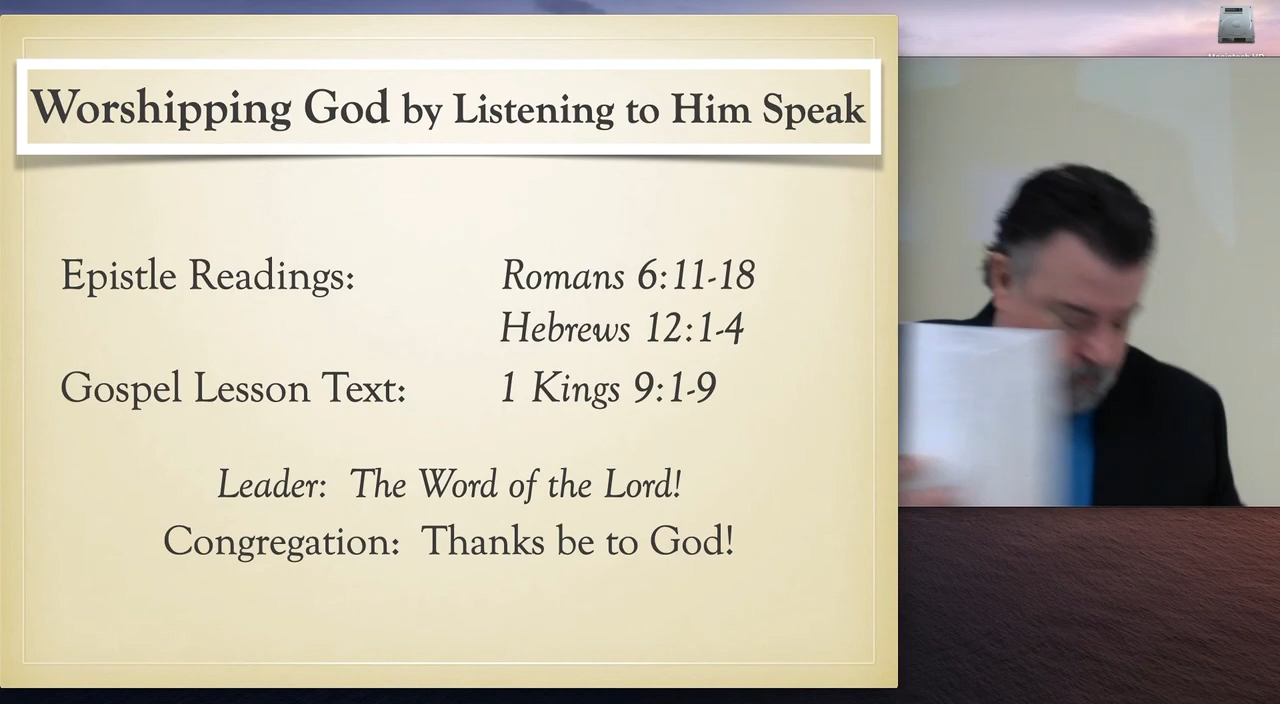 Worshipping God by Listening to Him Speak
Epistle Readings: Romans 6:11-18
Hebrews 12:1-4
Gospel Lesson Text: 1 Kings 9:1-9
Leader: The Word of the Lord!
Congregation: Thanks be to God!